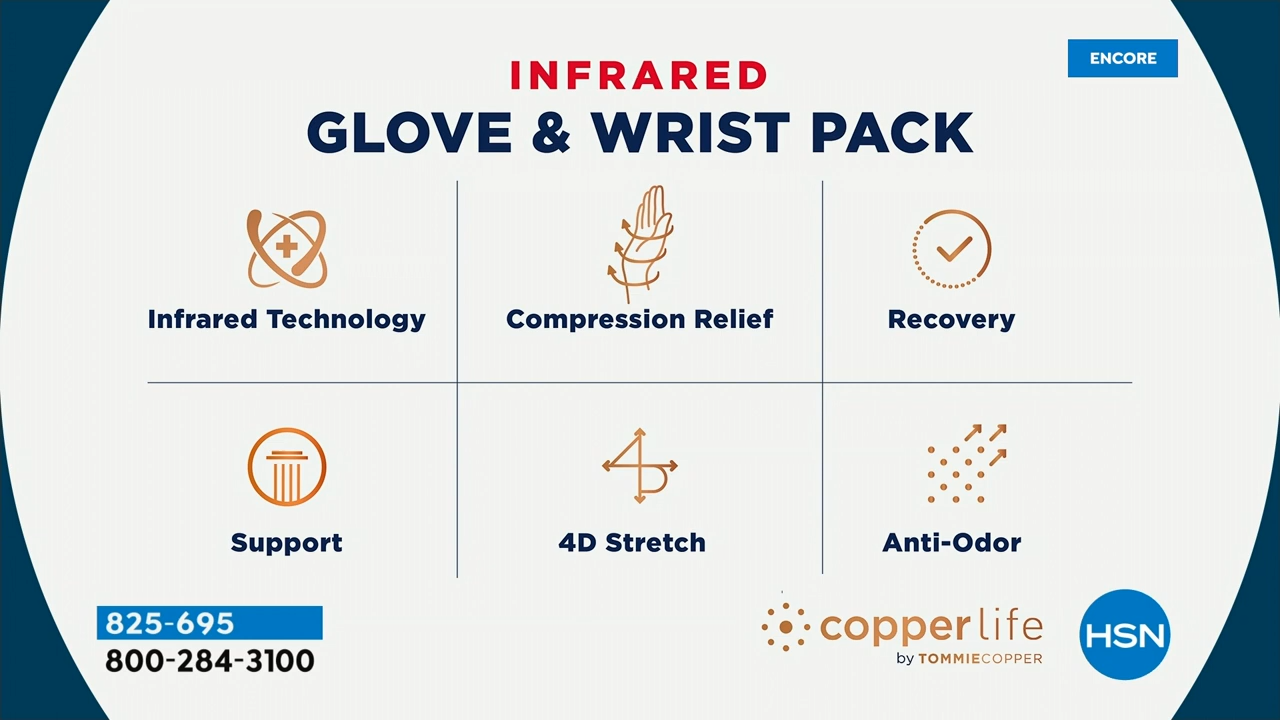 ENCORE
INFRARED
GLOVE & WRIST PACK
Infrared Technology
Compression Relief
Recovery
Support
4D Stretch
Anti-Odor
825-695
800-284-3100
copperlife
by TOMMIECOPPER
HSN